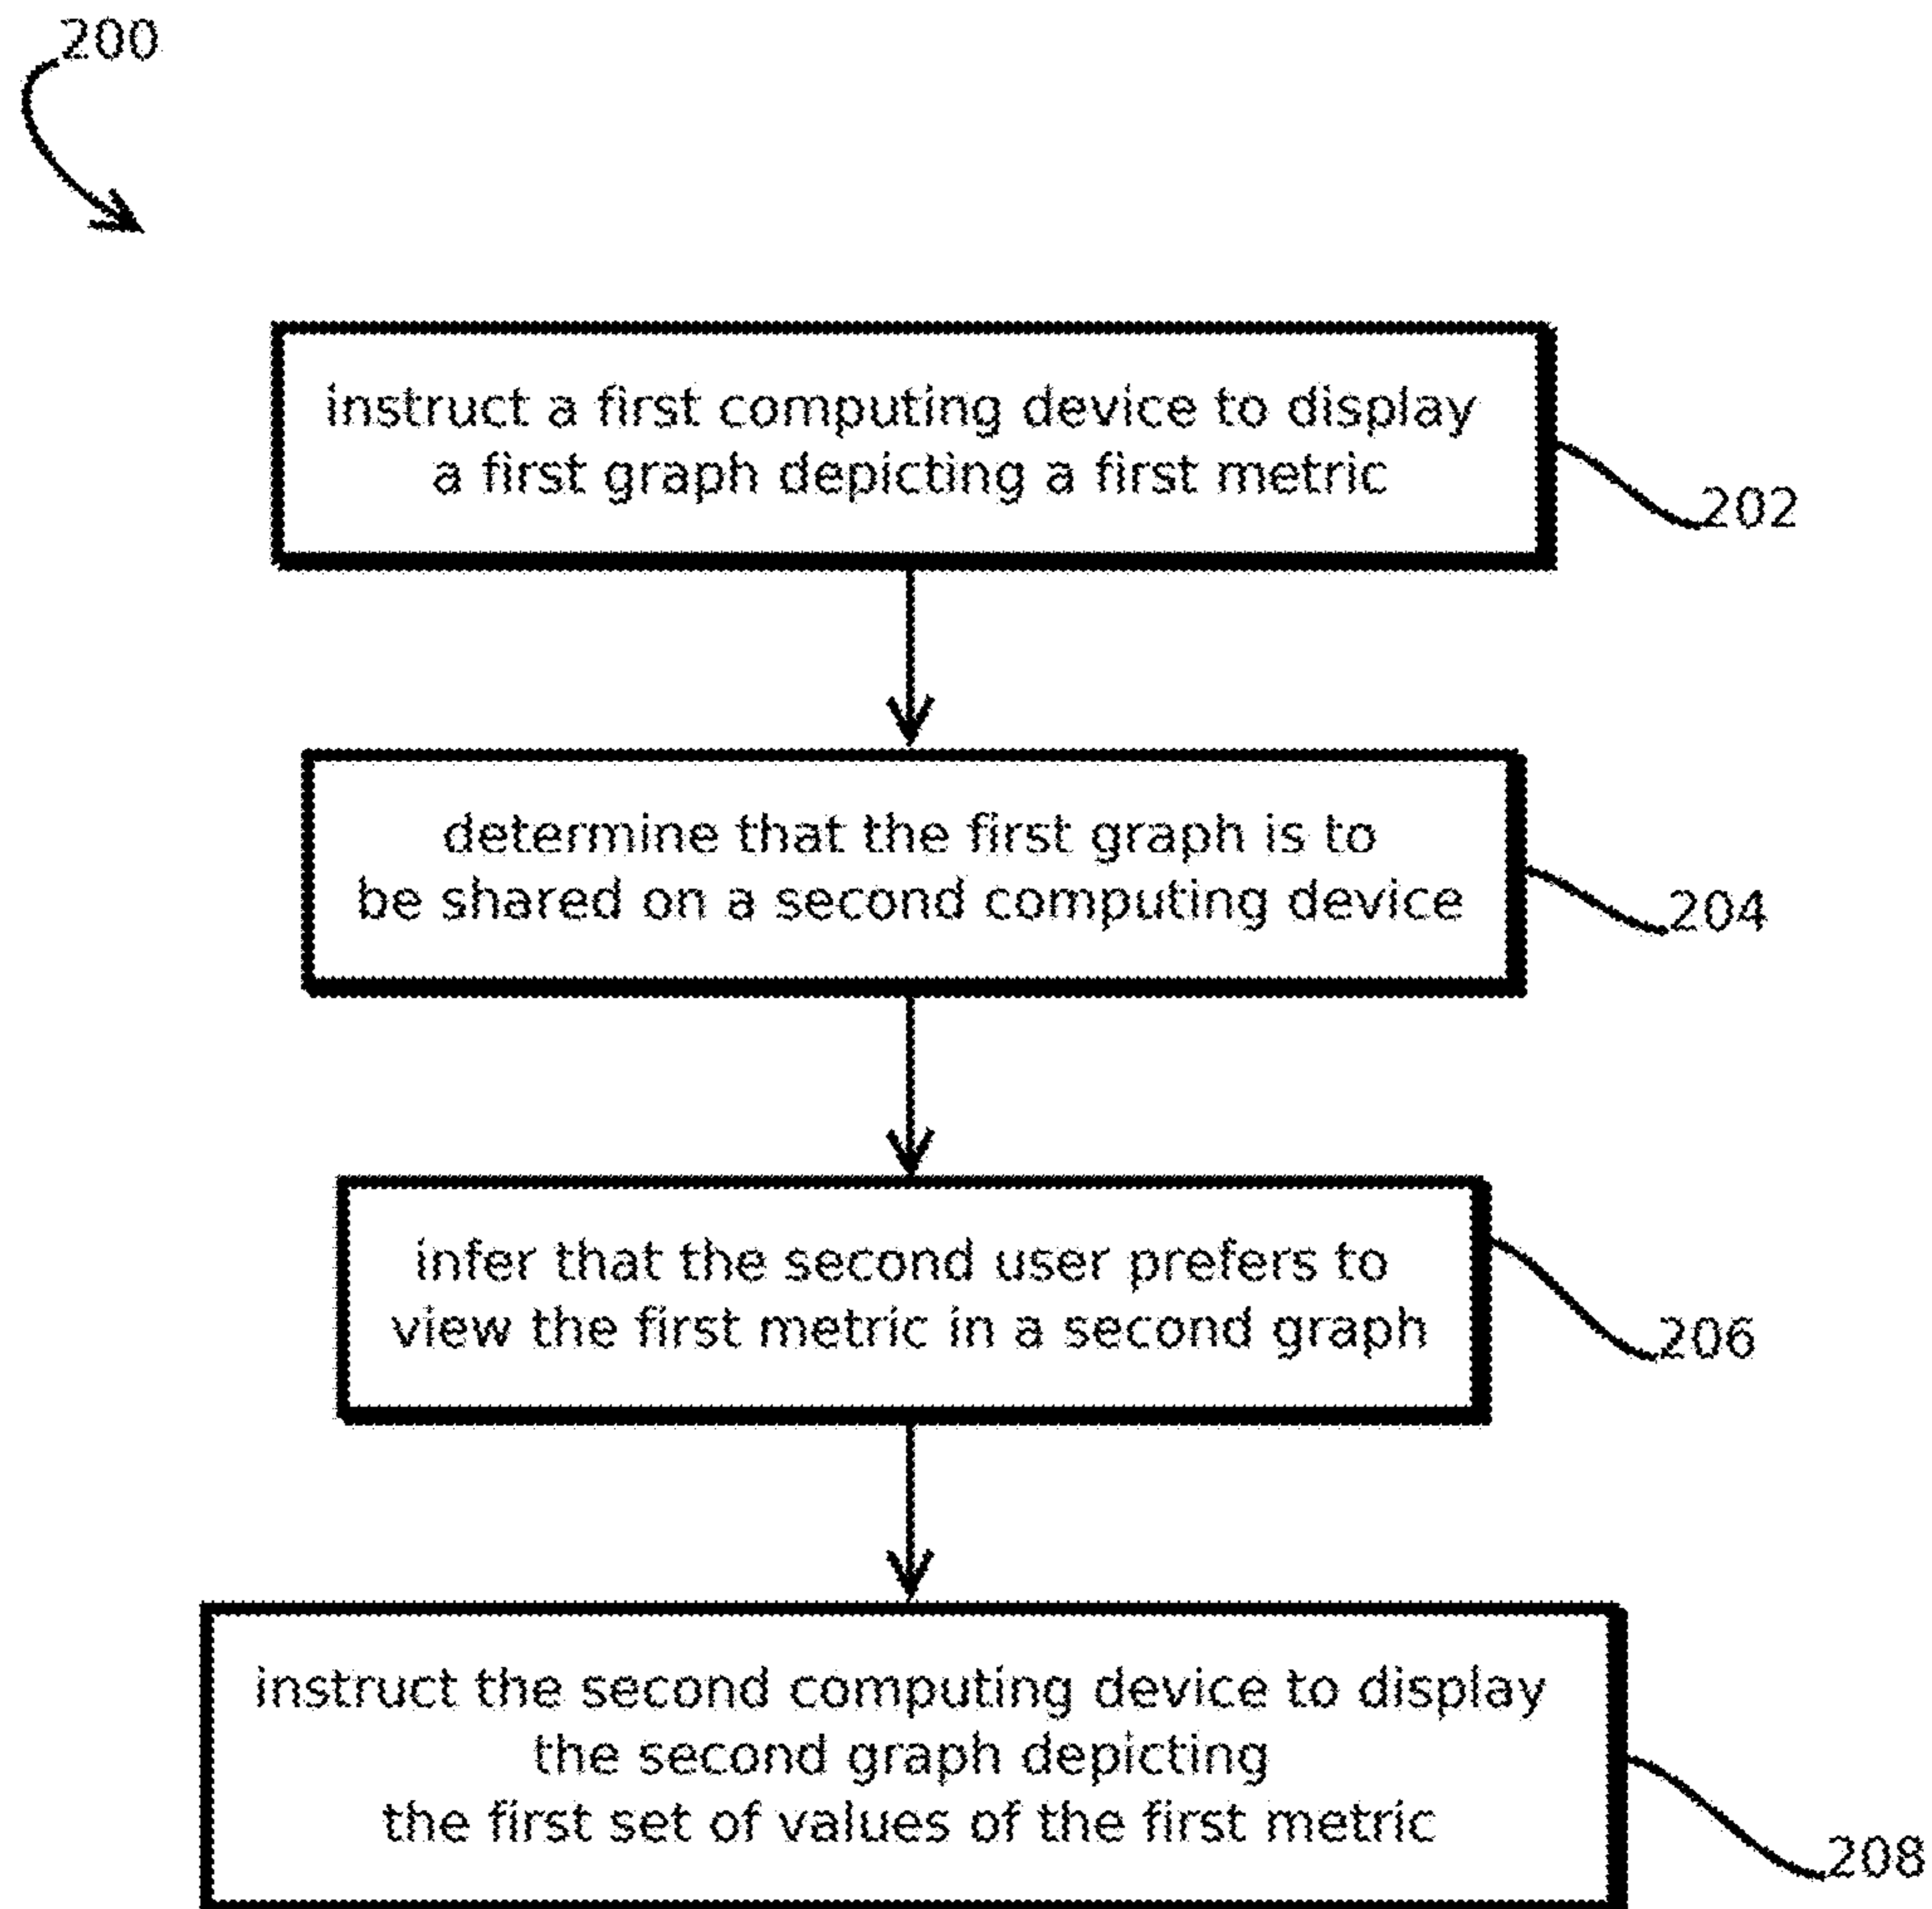 200
instruct a first computing device to display
a first graph depicting a first metric
202
determine that the first graph is to
be shared on a second computing device
204
infer that the second user prefers to
view the first metric in a second graph
206
instruct the second computing device to display
the second graph depicting
the first set of values of the first metric
208